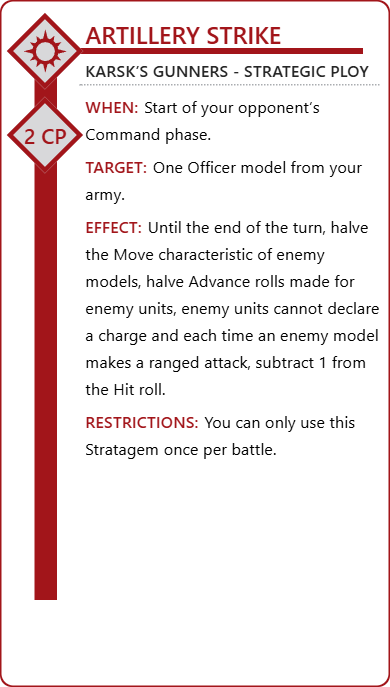 ARTILLERY STRIKE
KARSK'S GUNNERS - STRATEGIC PLOY
2 CP
WHEN: Start of your opponent's
Command phase.
TARGET: One Officer model from your
army.
EFFECT: Until the end of the turn, halve
the Move characteristic of enemy
models, halve Advance rolls made for
enemy units, enemy units cannot declare
a charge and each time an enemy model
makes a ranged attack, subtract 1 from
the Hit roll.
RESTRICTIONS: You can only use this
Stratagem once per battle.